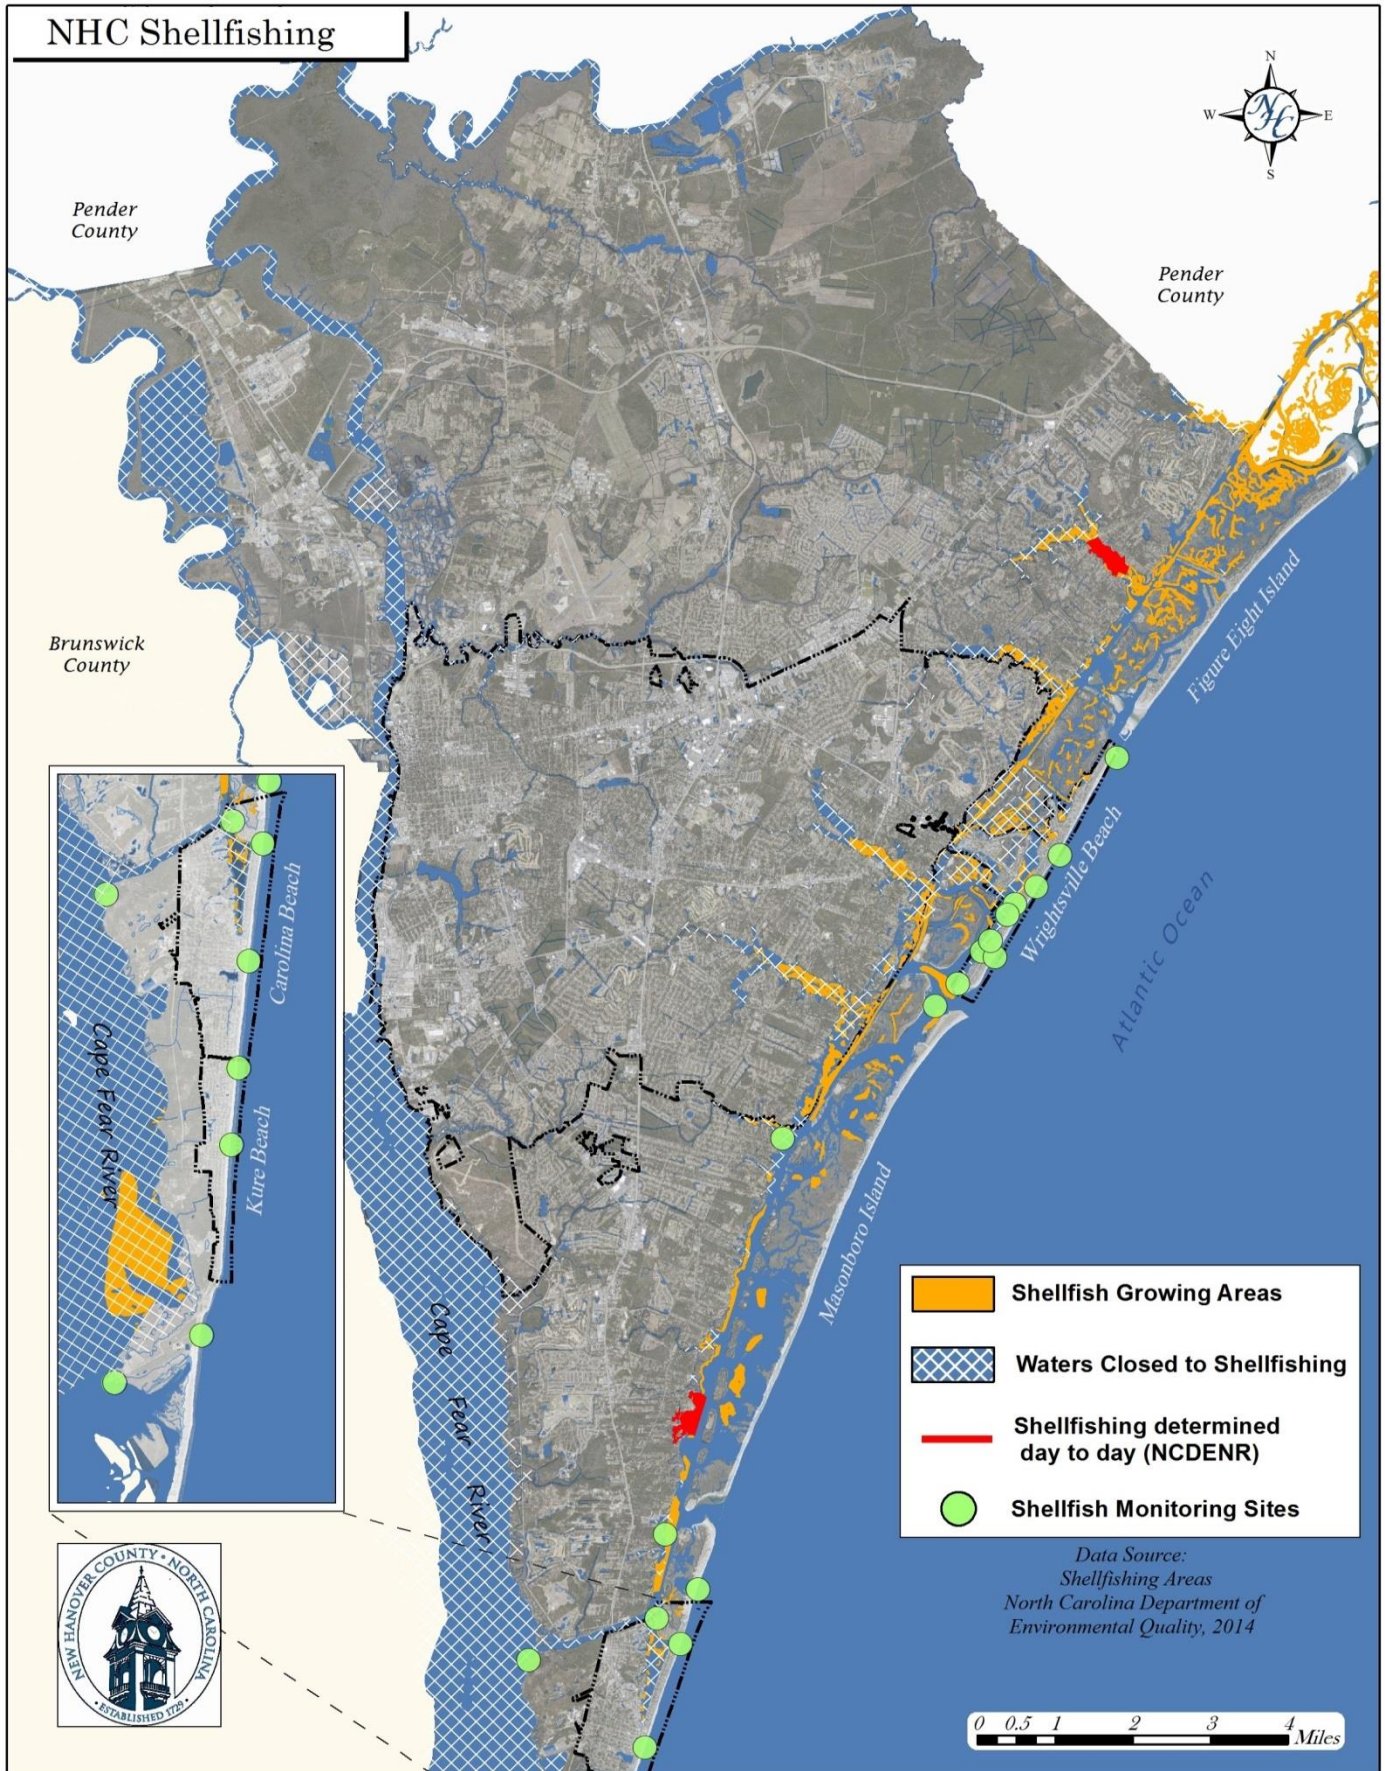 NHC Shellfishing
N
W
NHC
E
S
Pender
County
Pender
County
Brunswick
County
Figure Eight Island
Wrightsville Beach
Atlantic Ocean
Masonboro Island
Cape Fear River
Carolina Beach
Cape Fear River
Kure Beach
Shellfish Growing Areas
Waters Closed to Shellfishing
Shellfishing determined
day to day (NCDENR)
Shellfish Monitoring Sites
Data Source:
Shellfishing Areas
North Carolina Department of
Environmental Quality, 2014
NEW HANOVER COUNTY • NORTH CAROLINA
• ESTABLISHED 1729 •
0 0.5 1 2 3 4
Miles